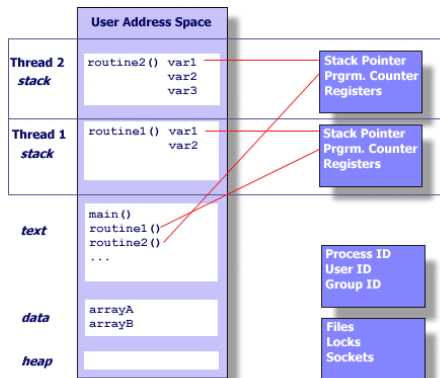 User Address Space
Thread 2
stack
routine2() var1
var2
var3
Stack Pointer
Prgrm. Counter
Registers
Thread 1
stack
routine1() var1
var2
Stack Pointer
Prgrm. Counter
Registers
text
main()
routine1()
routine2()
...
Process ID
User ID
Group ID
data
arrayA
arrayB
Files
Locks
Sockets
heap